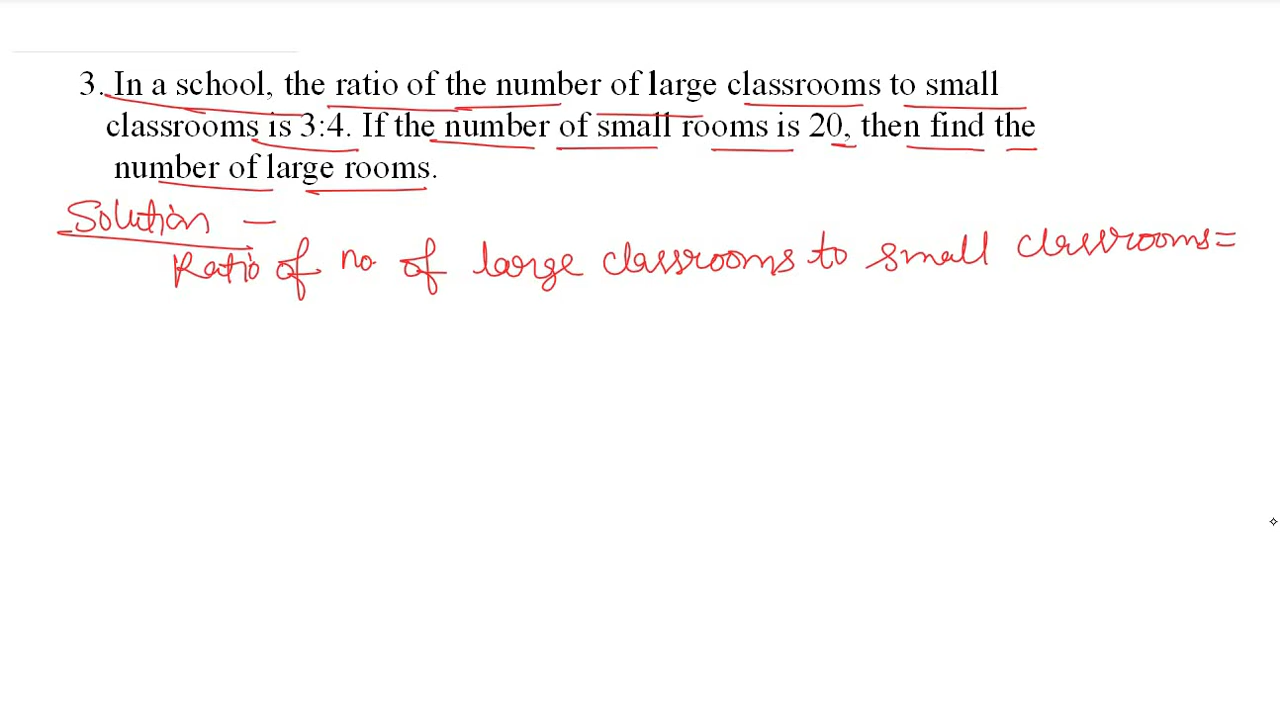 3. In a school, the ratio of the number of large classrooms to small
classrooms is 3:4. If the number of small rooms is 20, then find the
number of large rooms.
Solution -
Ratio of no. of large classrooms to small classrooms=